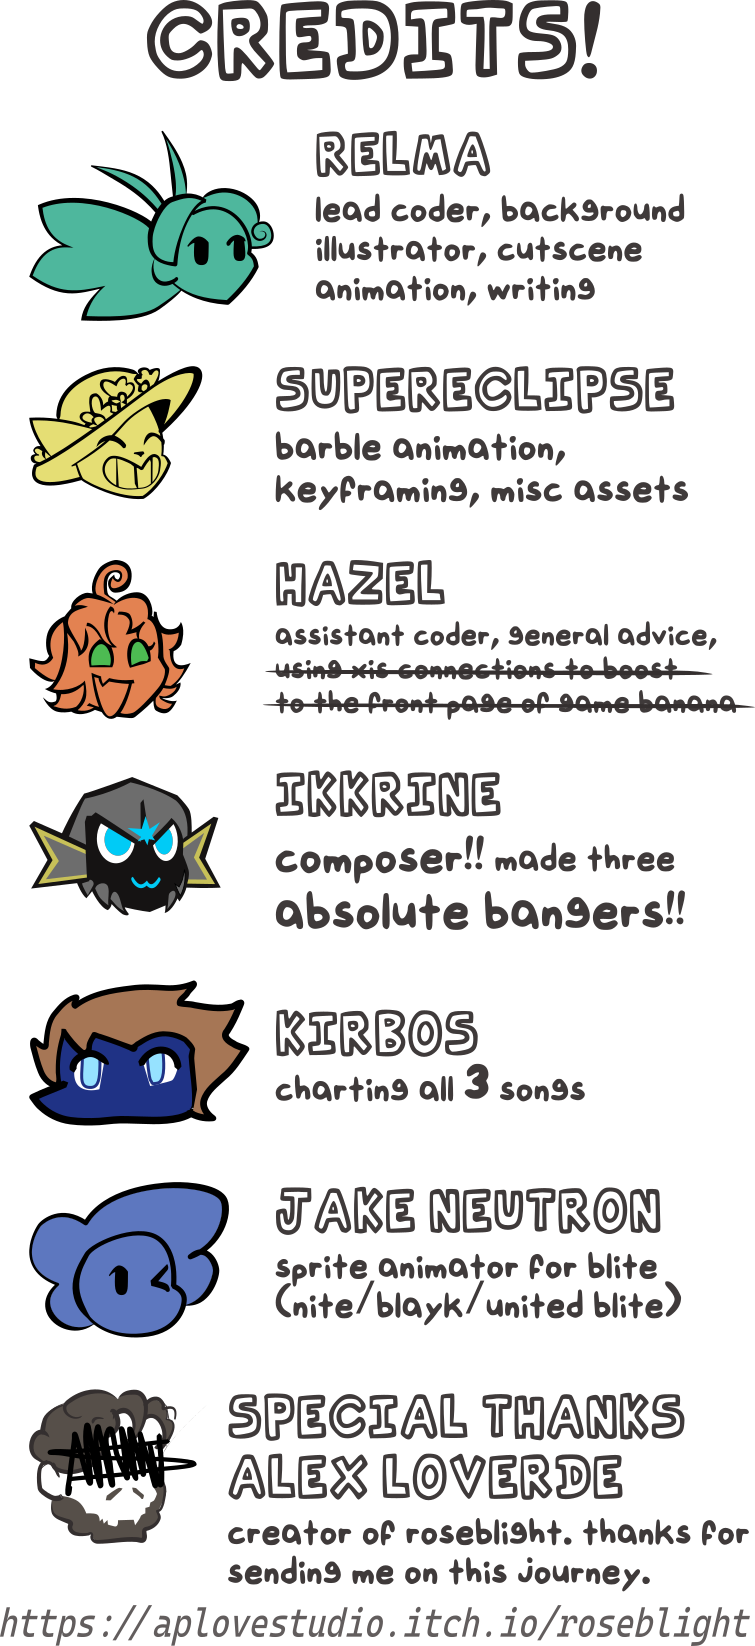 CREDITS!
RELMA
lead coder, background
illustrator, cutscene
animation, writing
SUPERECLIPSE
barble animation,
keyframing, misc assets
HAZEL
assistant coder, general advice,
using xis connections to boost
to the front page of game banana
IKKRINE
composer!! made three
absolute bangers!!
KIRBOS
charting all 3 songs
JAKE NEUTRON
sprite animator for blite
(nite/blayk/united blite)
SPECIAL THANKS
ALEX LOVERDE
creator of roseblight. thanks for
sending me on this journey.
https://aplovestudio.itch.io/roseblight